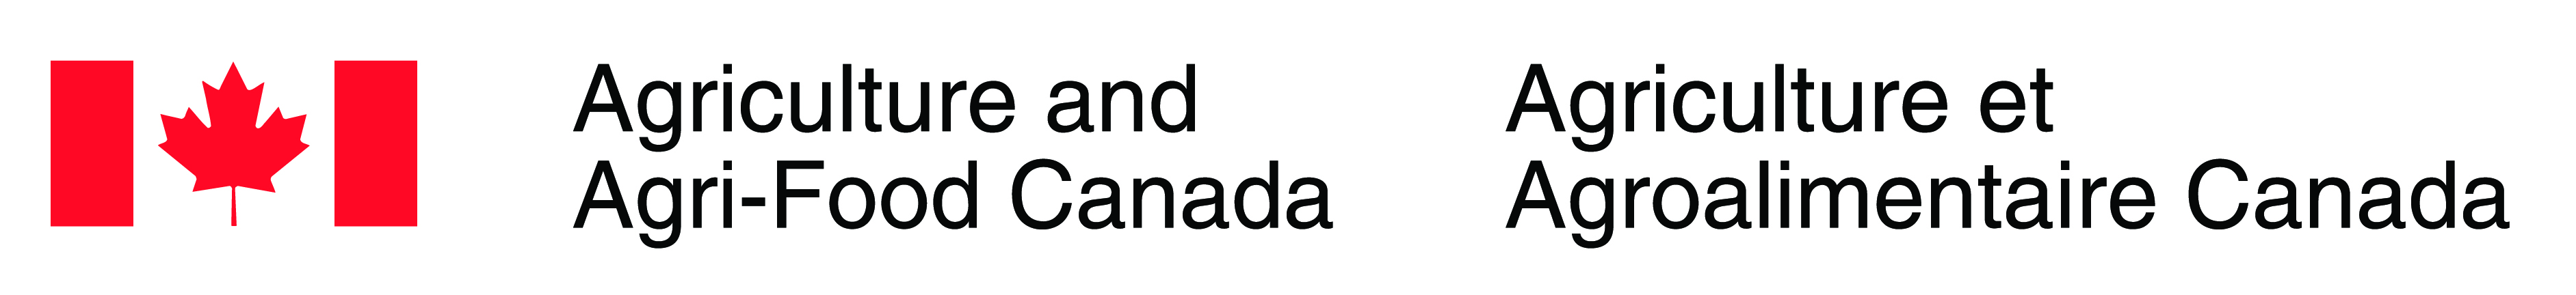 Agriculture and
Agri-Food Canada
Agriculture et
Agroalimentaire Canada